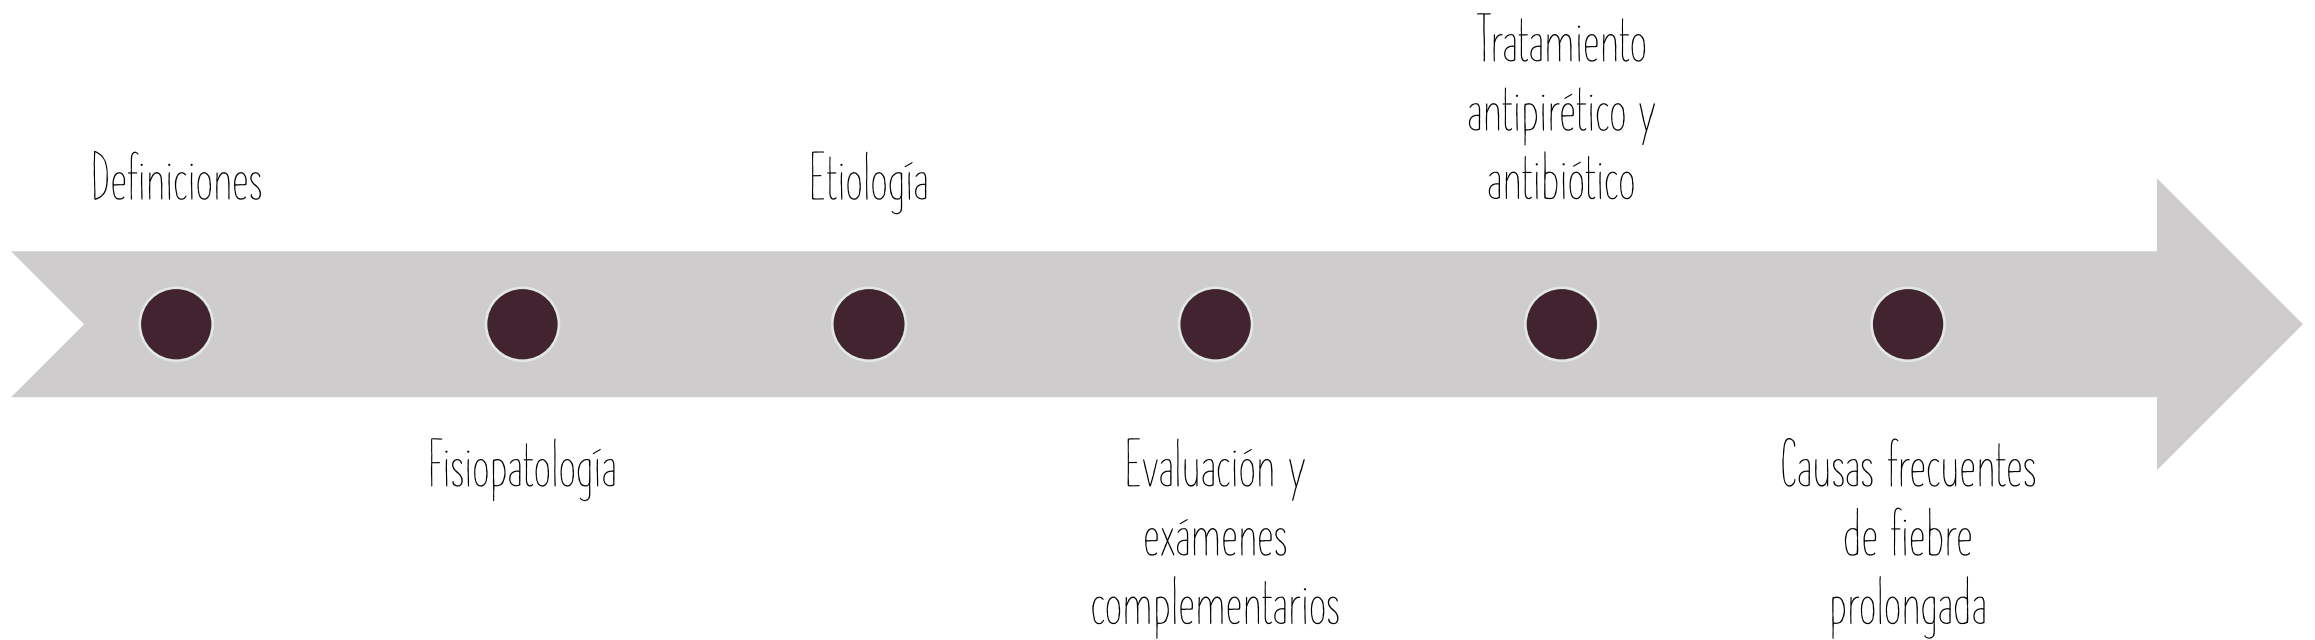 Definiciones
Fisiopatología
Etiología
Evaluación y
exámenes
complementarios
Tratamiento
antipirético y
antibiótico
Causas frecuentes
de fiebre
prolongada